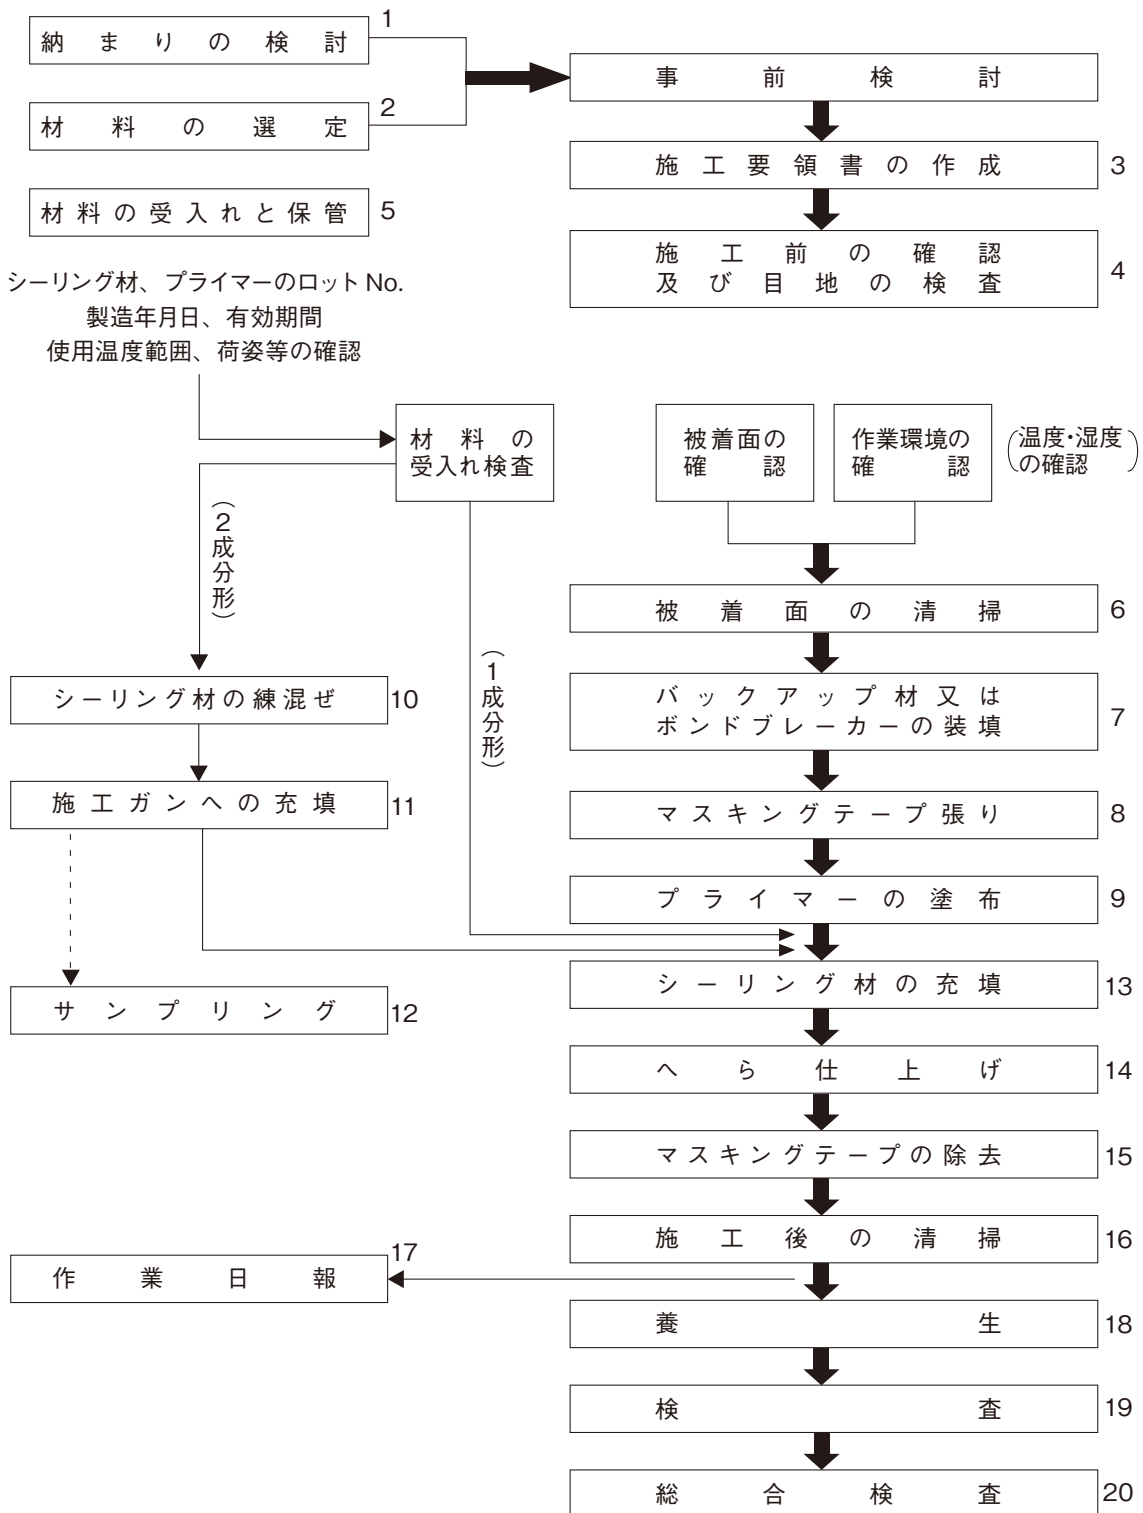 納まりの検討
1
材料の選定
2
事前検討
施工要領書の作成
3
材料の受入れと保管
5
施工前の確認
及び目地の検査
4
シーリング材、プライマーのロット No.
製造年月日、有効期間
使用温度範囲、荷姿等の確認
材料の
受入れ検査
被着面の
確認
作業環境の
確認
(温度・湿度
の確認)
(2成分形)
(1成分形)
被着面の清掃
6
シーリング材の練混ぜ
10
バックアップ材又は
ボンドブレーカーの装填
7
施工ガンへの充填
11
マスキングテープ張り
8
プライマーの塗布
9
サンプリング
12
シーリング材の充填
13
へら仕上げ
14
マスキングテープの除去
15
施工後の清掃
16
作業日報
17
養生
18
検査
19
総合検査
20